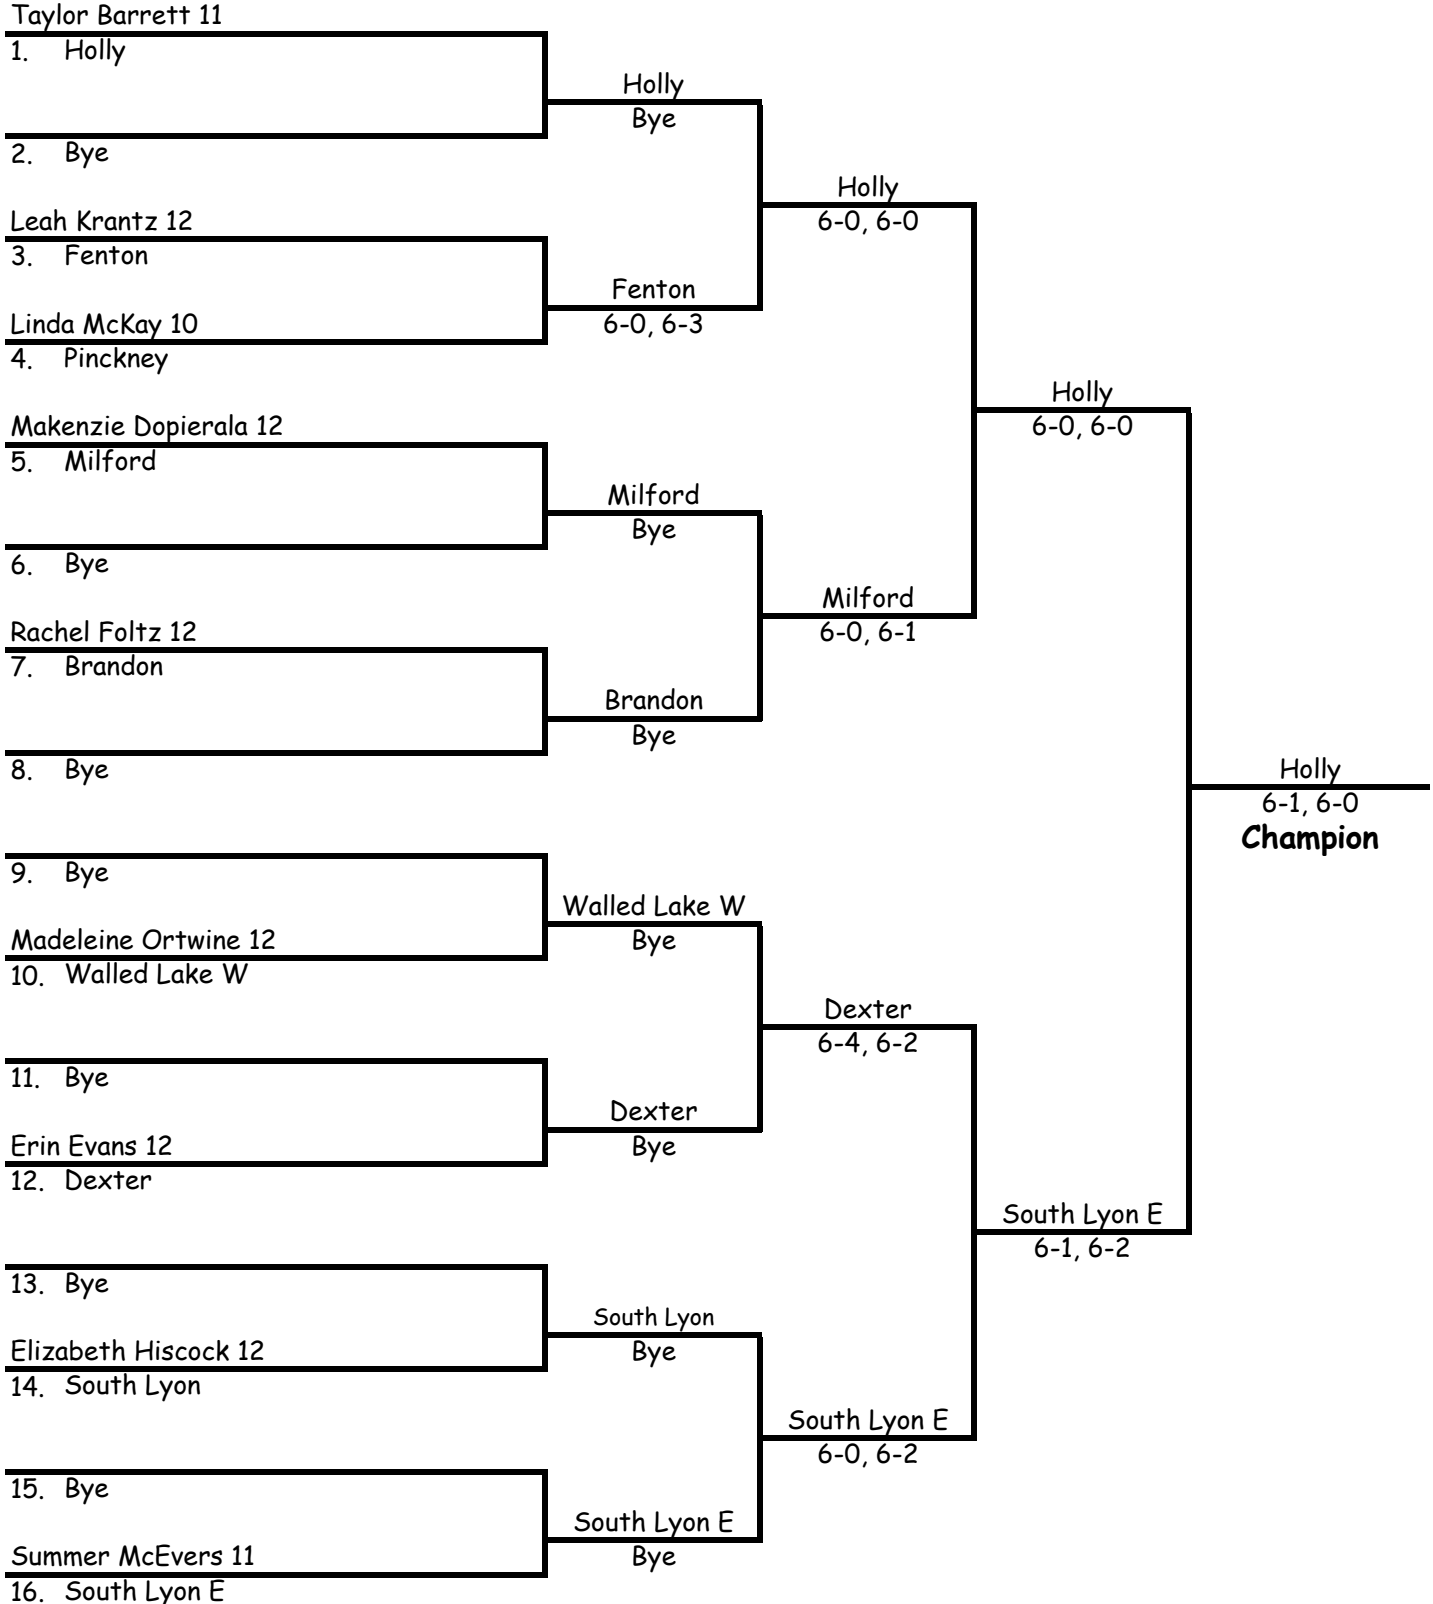 Taylor Barrett 11
1. Holly
Holly
Bye
2. Bye
Holly
6-0, 6-0
Leah Krantz 12
3. Fenton
Fenton
6-0, 6-3
Linda McKay 10
4. Pinckney
Holly
6-0, 6-0
Makenzie Dopierala 12
5. Milford
Milford
Bye
6. Bye
Milford
6-0, 6-1
Rachel Foltz 12
7. Brandon
Brandon
Bye
8. Bye
Holly
6-1, 6-0
Champion
9. Bye
Walled Lake W
Bye
Madeleine Ortwine 12
10. Walled Lake W
Dexter
6-4, 6-2
11. Bye
Dexter
Bye
Erin Evans 12
12. Dexter
South Lyon E
6-1, 6-2
13. Bye
South Lyon
Bye
Elizabeth Hiscock 12
14. South Lyon
South Lyon E
6-0, 6-2
15. Bye
South Lyon E
Bye
Summer McEvers 11
16. South Lyon E